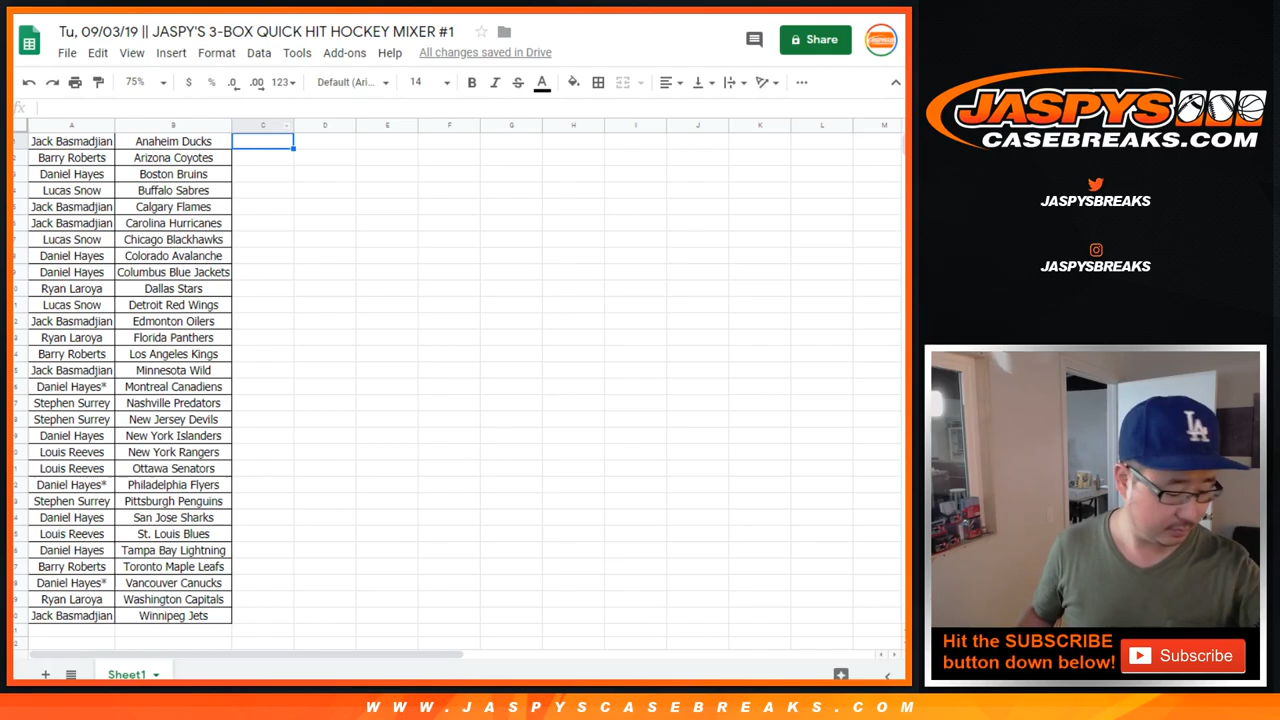 Tu, 09/03/19 || JASPY'S 3-BOX QUICK HIT HOCKEY MIXER #1
File Edit View Insert Format Data Tools Add-ons Help All changes saved in Drive
Share
75% $ % .0 .00 123 Default (Ari... 14 B I S A
fx
A B C D E F G H I J K L M
Jack Basmadjian Anaheim Ducks
Barry Roberts Arizona Coyotes
Daniel Hayes Boston Bruins
Lucas Snow Buffalo Sabres
Jack Basmadjian Calgary Flames
Jack Basmadjian Carolina Hurricanes
Lucas Snow Chicago Blackhawks
Daniel Hayes Colorado Avalanche
Daniel Hayes Columbus Blue Jackets
Ryan Laroya Dallas Stars
Lucas Snow Detroit Red Wings
Jack Basmadjian Edmonton Oilers
Ryan Laroya Florida Panthers
Barry Roberts Los Angeles Kings
Jack Basmadjian Minnesota Wild
Daniel Hayes* Montreal Canadiens
Stephen Surrey Nashville Predators
Stephen Surrey New Jersey Devils
Daniel Hayes New York Islanders
Louis Reeves New York Rangers
Louis Reeves Ottawa Senators
Daniel Hayes* Philadelphia Flyers
Stephen Surrey Pittsburgh Penguins
Daniel Hayes San Jose Sharks
Louis Reeves St. Louis Blues
Daniel Hayes Tampa Bay Lightning
Barry Roberts Toronto Maple Leafs
Daniel Hayes* Vancouver Canucks
Ryan Laroya Washington Capitals
Jack Basmadjian Winnipeg Jets
Sheet1
JASPYS
CASEBREAKS.COM
JASPYSBREAKS
JASPYSBREAKS
LA
Hit the SUBSCRIBE
button down below!
Subscribe
WWW.JASPYSCASEBREAKS.COM